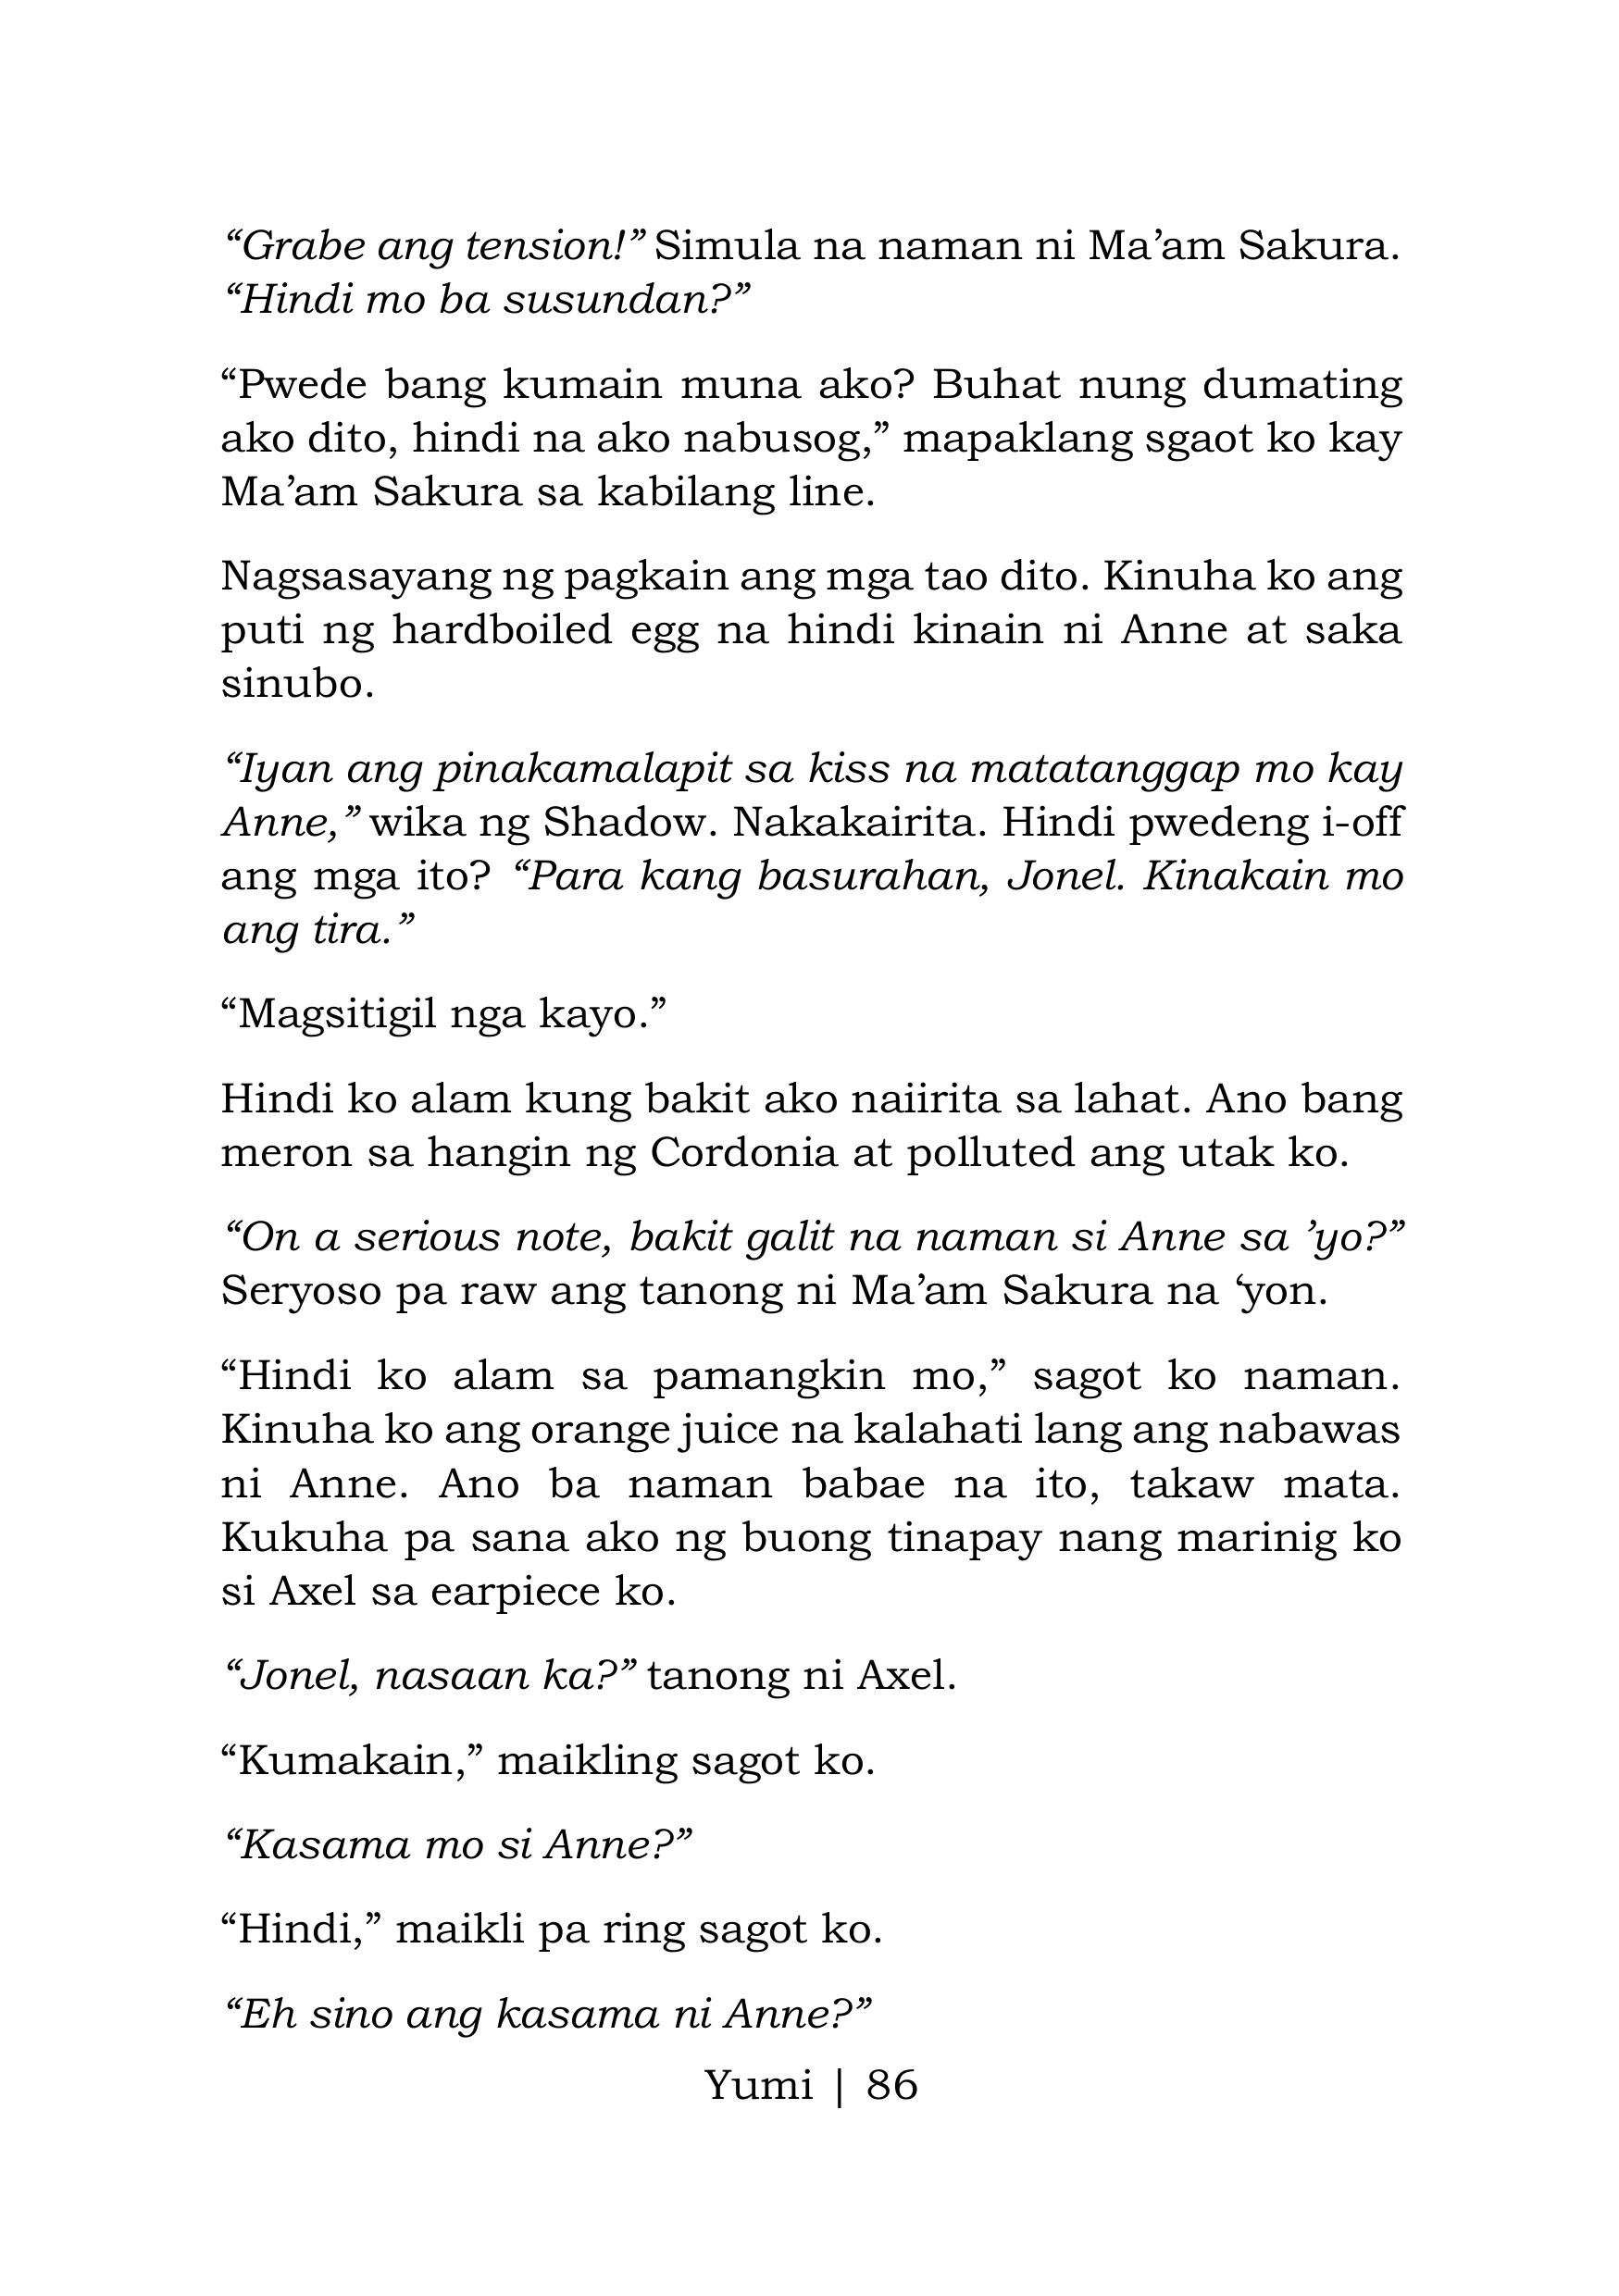 “Grabe ang tension!” Simula na naman ni Ma’am Sakura.
“Hindi mo ba susundan?”
“Pwede bang kumain muna ako? Buhat nung dumating
ako dito, hindi na ako nabusog,” mapaklang sgaot ko kay
Ma’am Sakura sa kabilang line.
Nagsasayang ng pagkain ang mga tao dito. Kinuha ko ang
puti ng hardboiled egg na hindi kinain ni Anne at saka
sinubo.
“Iyan ang pinakamalapit sa kiss na matatanggap mo kay
Anne,” wika ng Shadow. Nakakairita. Hindi pwedeng i-off
ang mga ito? “Para kang basurahan, Jonel. Kinakain mo
ang tira.”
“Magsitigil nga kayo.”
Hindi ko alam kung bakit ako naiirita sa lahat. Ano bang
meron sa hangin ng Cordonia at polluted ang utak ko.
“On a serious note, bakit galit na naman si Anne sa ’yo?”
Seryoso pa raw ang tanong ni Ma’am Sakura na ‘yon.
“Hindi ko alam sa pamangkin mo,” sagot ko naman.
Kinuha ko ang orange juice na kalahati lang ang nabawas
ni Anne. Ano ba naman babae na ito, takaw mata.
Kukuha pa sana ako ng buong tinapay nang marinig ko
si Axel sa earpiece ko.
“Jonel, nasaan ka?” tanong ni Axel.
“Kumakain,” maikling sagot ko.
“Kasama mo si Anne?”
“Hindi,” maikli pa ring sagot ko.
“Eh sino ang kasama ni Anne?”
Yumi | 86